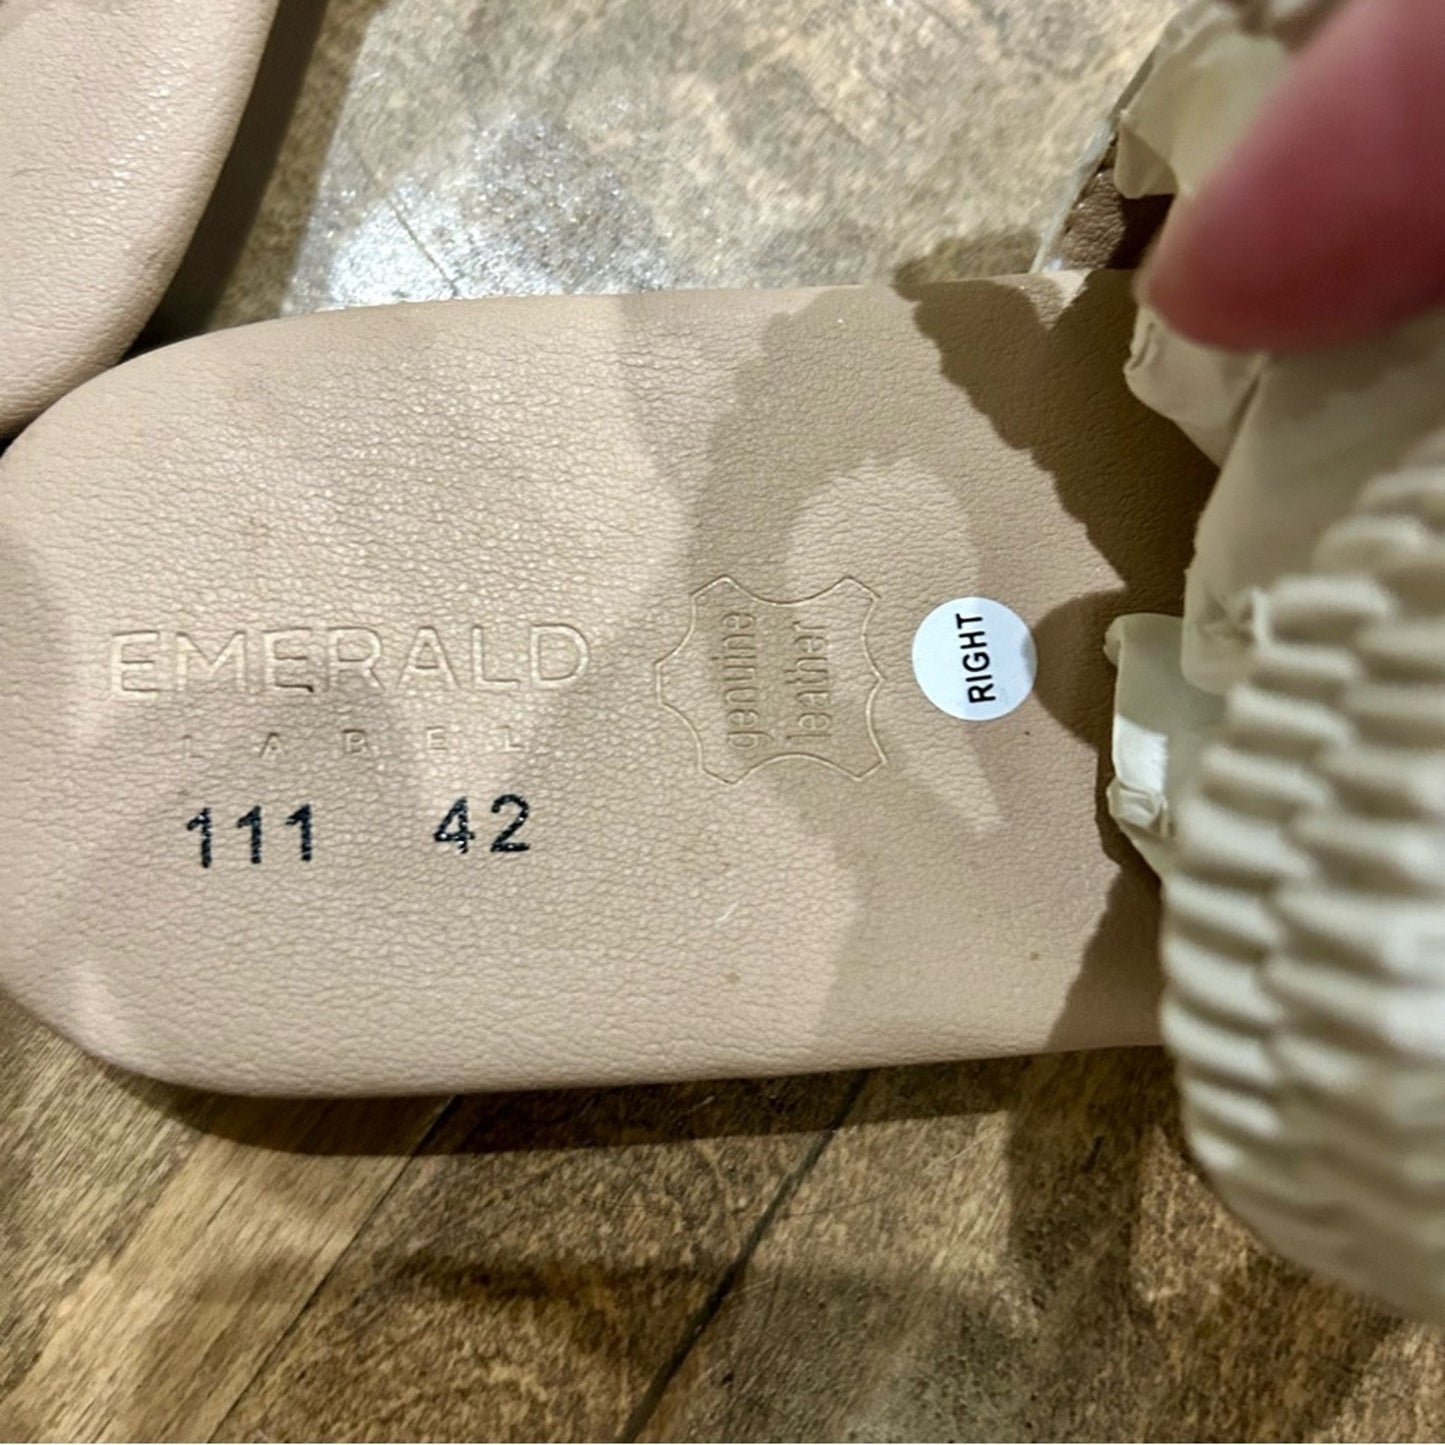 EMERALD
LABEL
111 42
genuine
leather
RIGHT